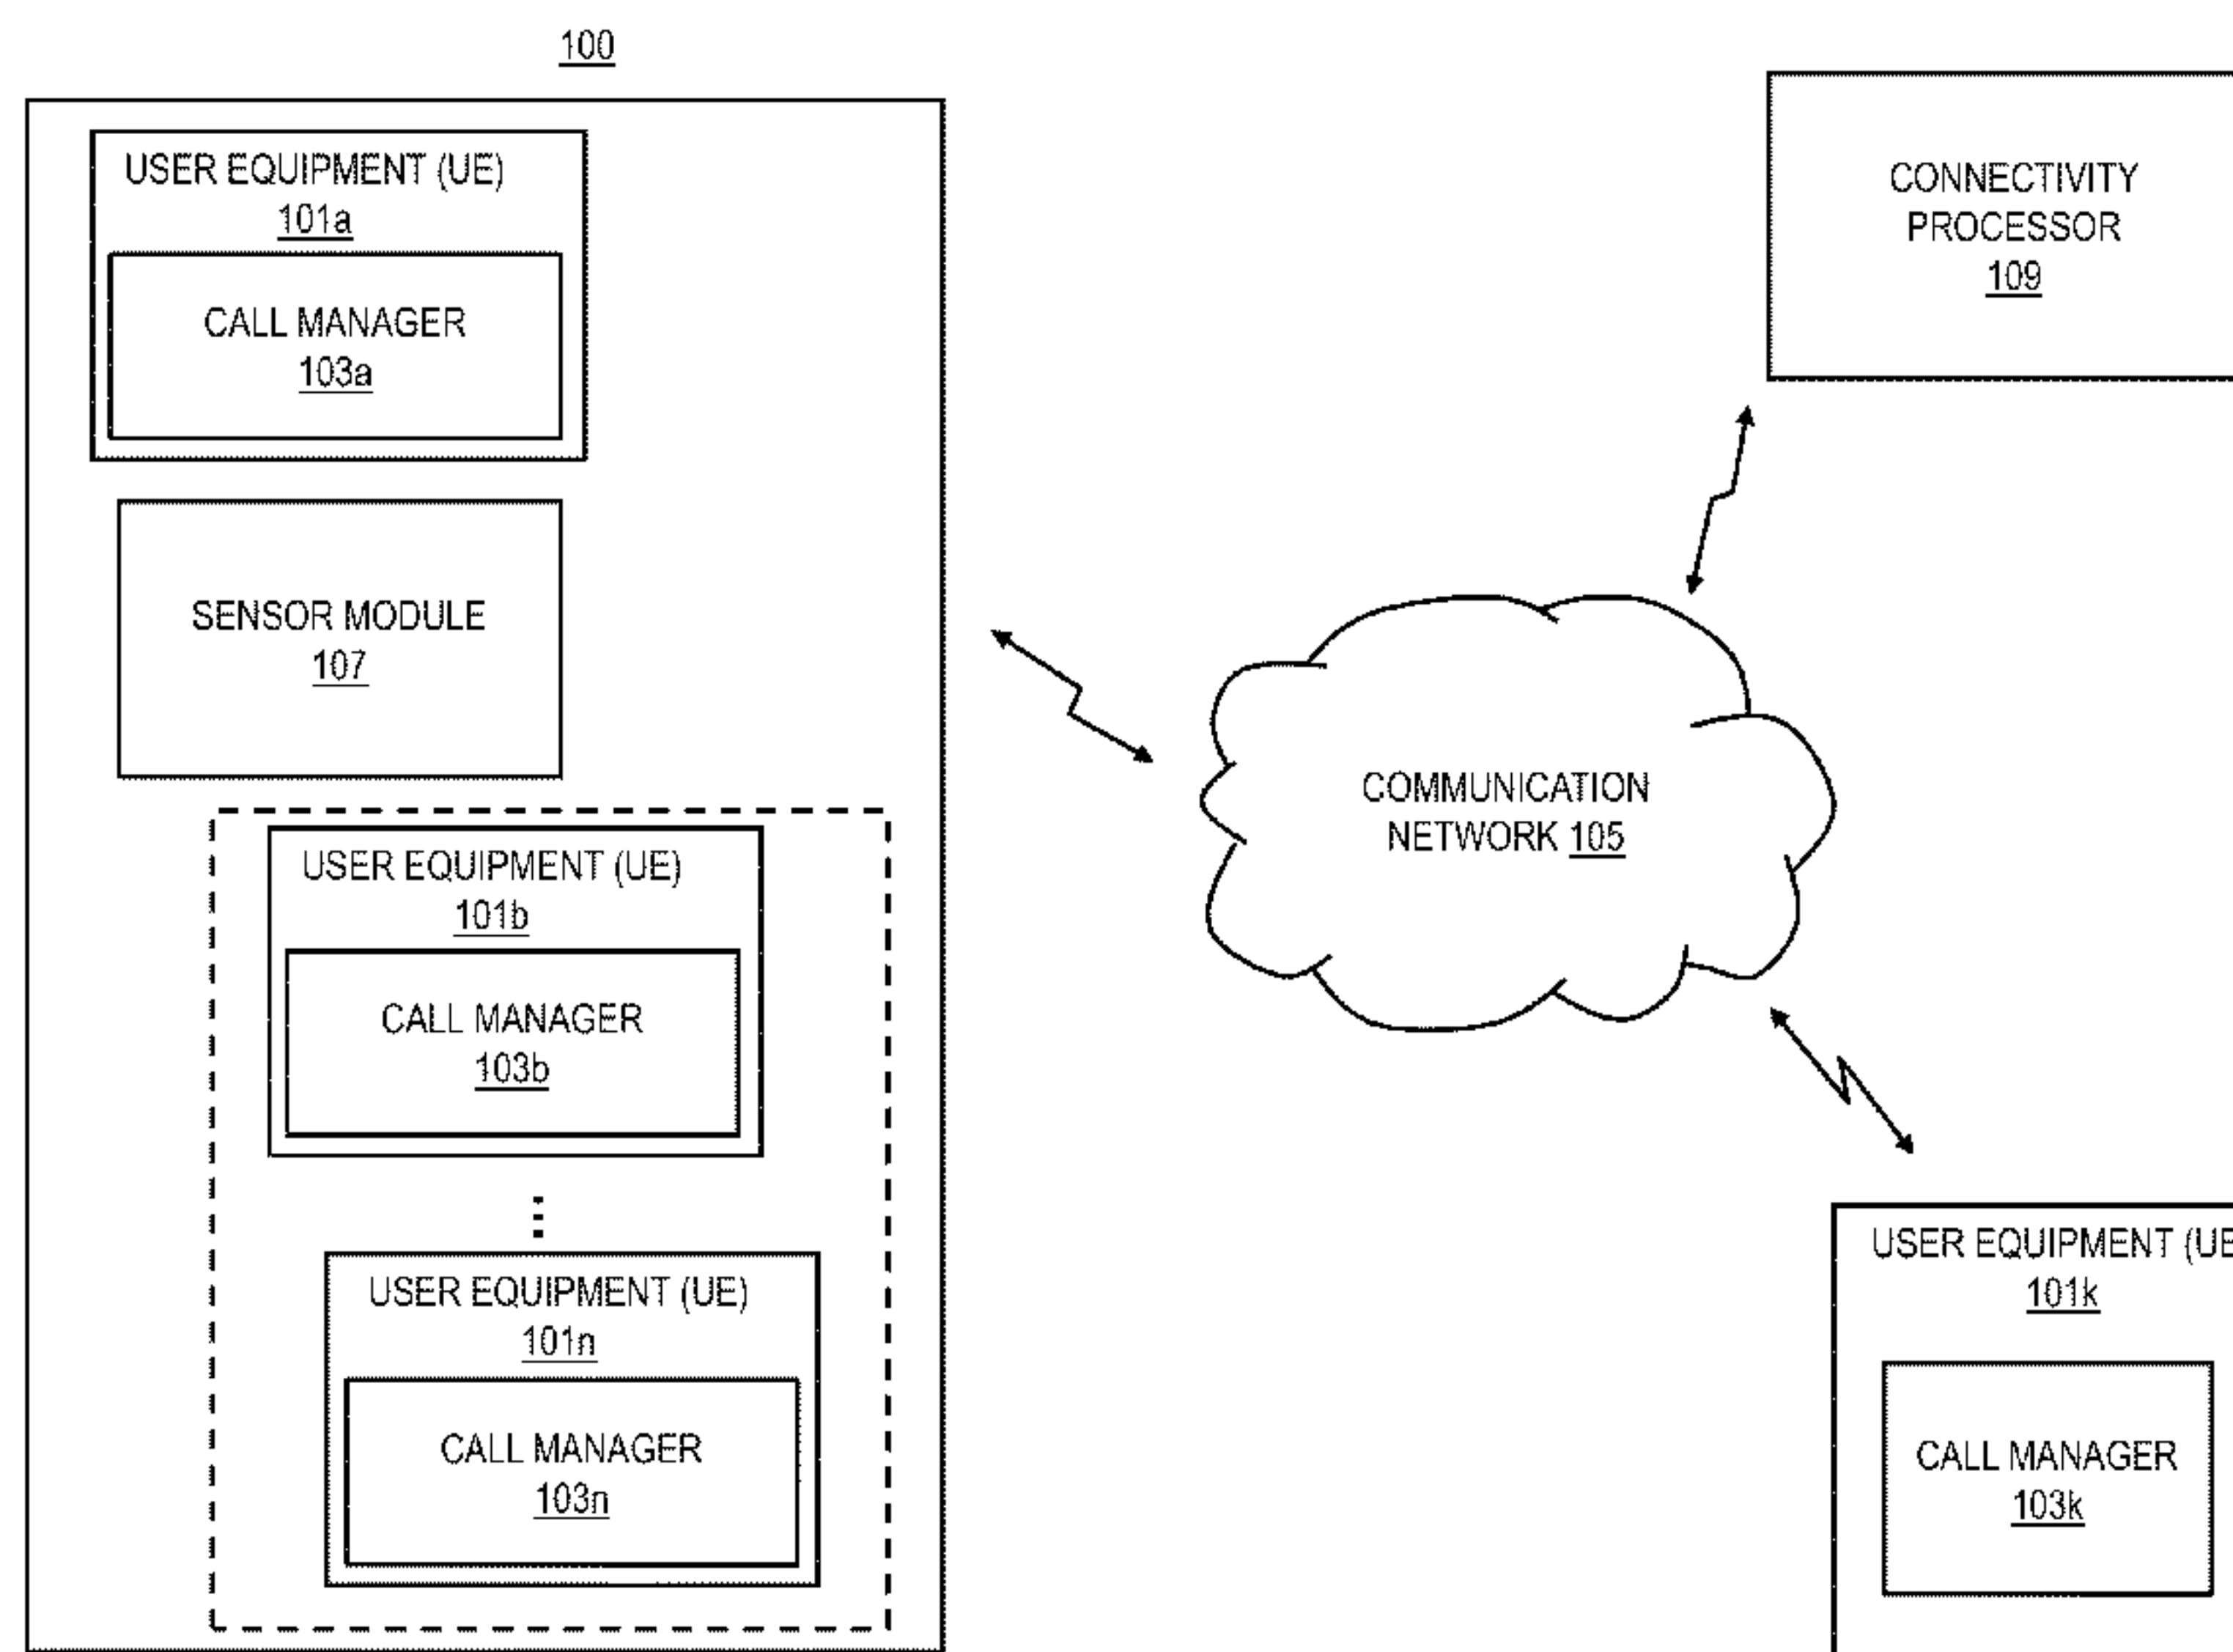 100
USER EQUIPMENT (UE)
101a
CALL MANAGER
103a
SENSOR MODULE
107
USER EQUIPMENT (UE)
101b
CALL MANAGER
103b
USER EQUIPMENT (UE)
101n
CALL MANAGER
103n
COMMUNICATION
NETWORK 105
CONNECTIVITY
PROCESSOR
109
USER EQUIPMENT (UE
101k
CALL MANAGER
103k